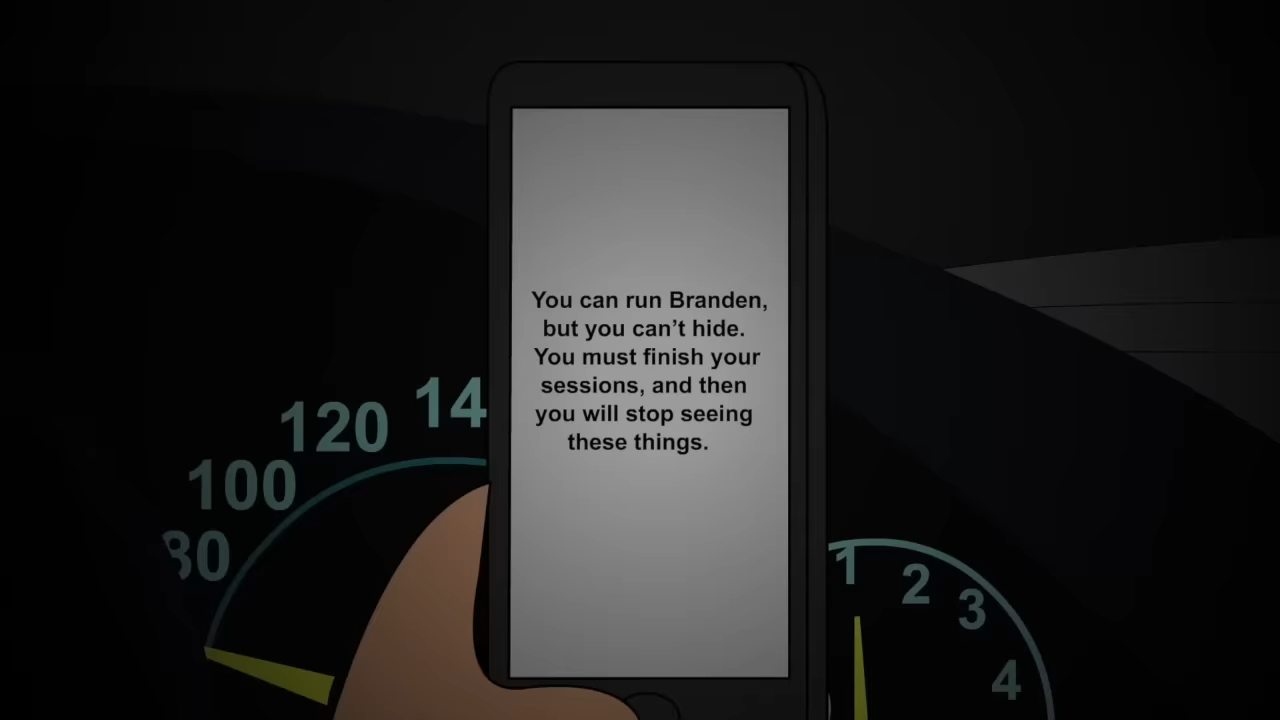 You can run Branden,
but you can't hide.
You must finish your
sessions, and then
you will stop seeing
these things.
120
14
100
80
1
2
3
4